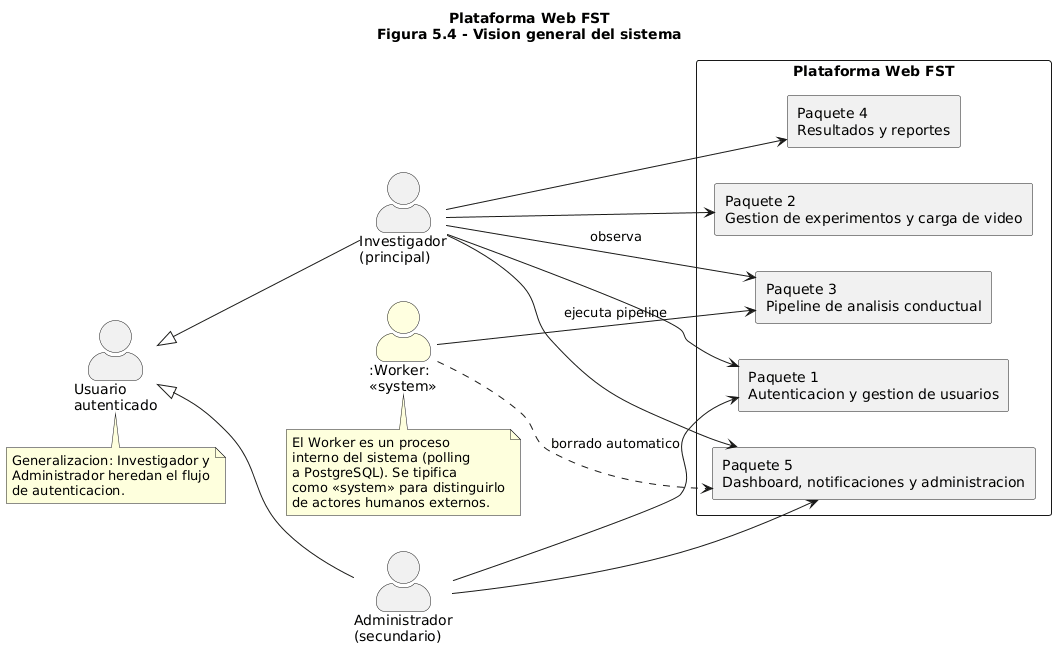 Plataforma Web FST
Figura 5.4 - Vision general del sistema
Plataforma Web FST
Paquete 4
Resultados y reportes
Paquete 2
Gestion de experimentos y carga de video
observa
Investigador
(principal)
Paquete 3
Pipeline de analisis conductual
ejecuta pipeline
:Worker:
«system»
Paquete 1
Autenticacion y gestion de usuarios
Usuario
autenticado
borrado automatico
Paquete 5
Dashboard, notificaciones y administracion
Generalizacion: Investigador y
Administrador heredan el flujo
de autenticacion.
El Worker es un proceso
interno del sistema (polling
a PostgreSQL). Se tipifica
como «system» para distinguirlo
de actores humanos externos.
Administrador
(secundario)